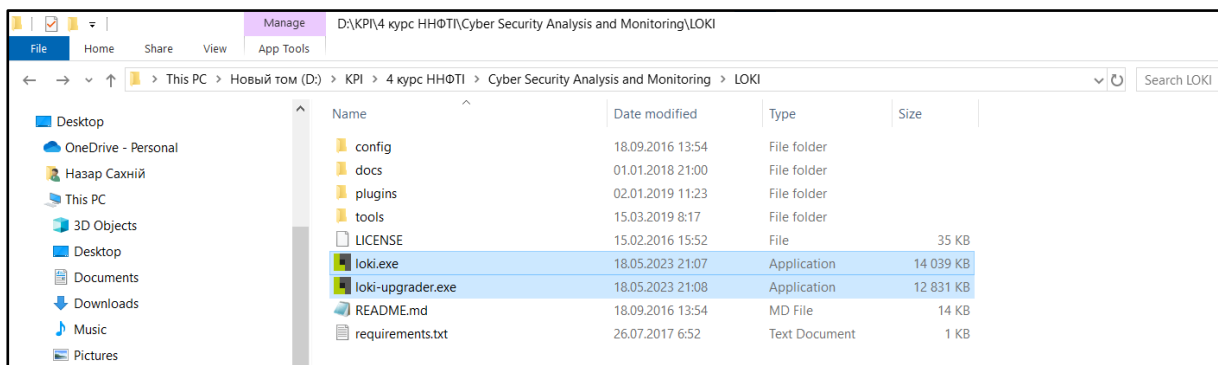 Manage D:\KPI\4 курс ННФТІ\Cyber Security Analysis and Monitoring\LOKI
File Home Share View App Tools
This PC > Новый том (D:) > KPI > 4 курс ННФТІ > Cyber Security Analysis and Monitoring > LOKI Search LOKI
Name Date modified Type Size
Desktop
OneDrive - Personal
Назар Сахній
This PC
3D Objects
Desktop
Documents
Downloads
Music
Pictures
config 18.09.2016 13:54 File folder
docs 01.01.2018 21:00 File folder
plugins 02.01.2019 11:23 File folder
tools 15.03.2019 8:17 File folder
LICENSE 15.02.2016 15:52 File 35 KB
loki.exe 18.05.2023 21:07 Application 14 039 KB
loki-upgrader.exe 18.05.2023 21:08 Application 12 831 KB
README.md 18.09.2016 13:54 MD File 14 KB
requirements.txt 26.07.2017 6:52 Text Document 1 KB